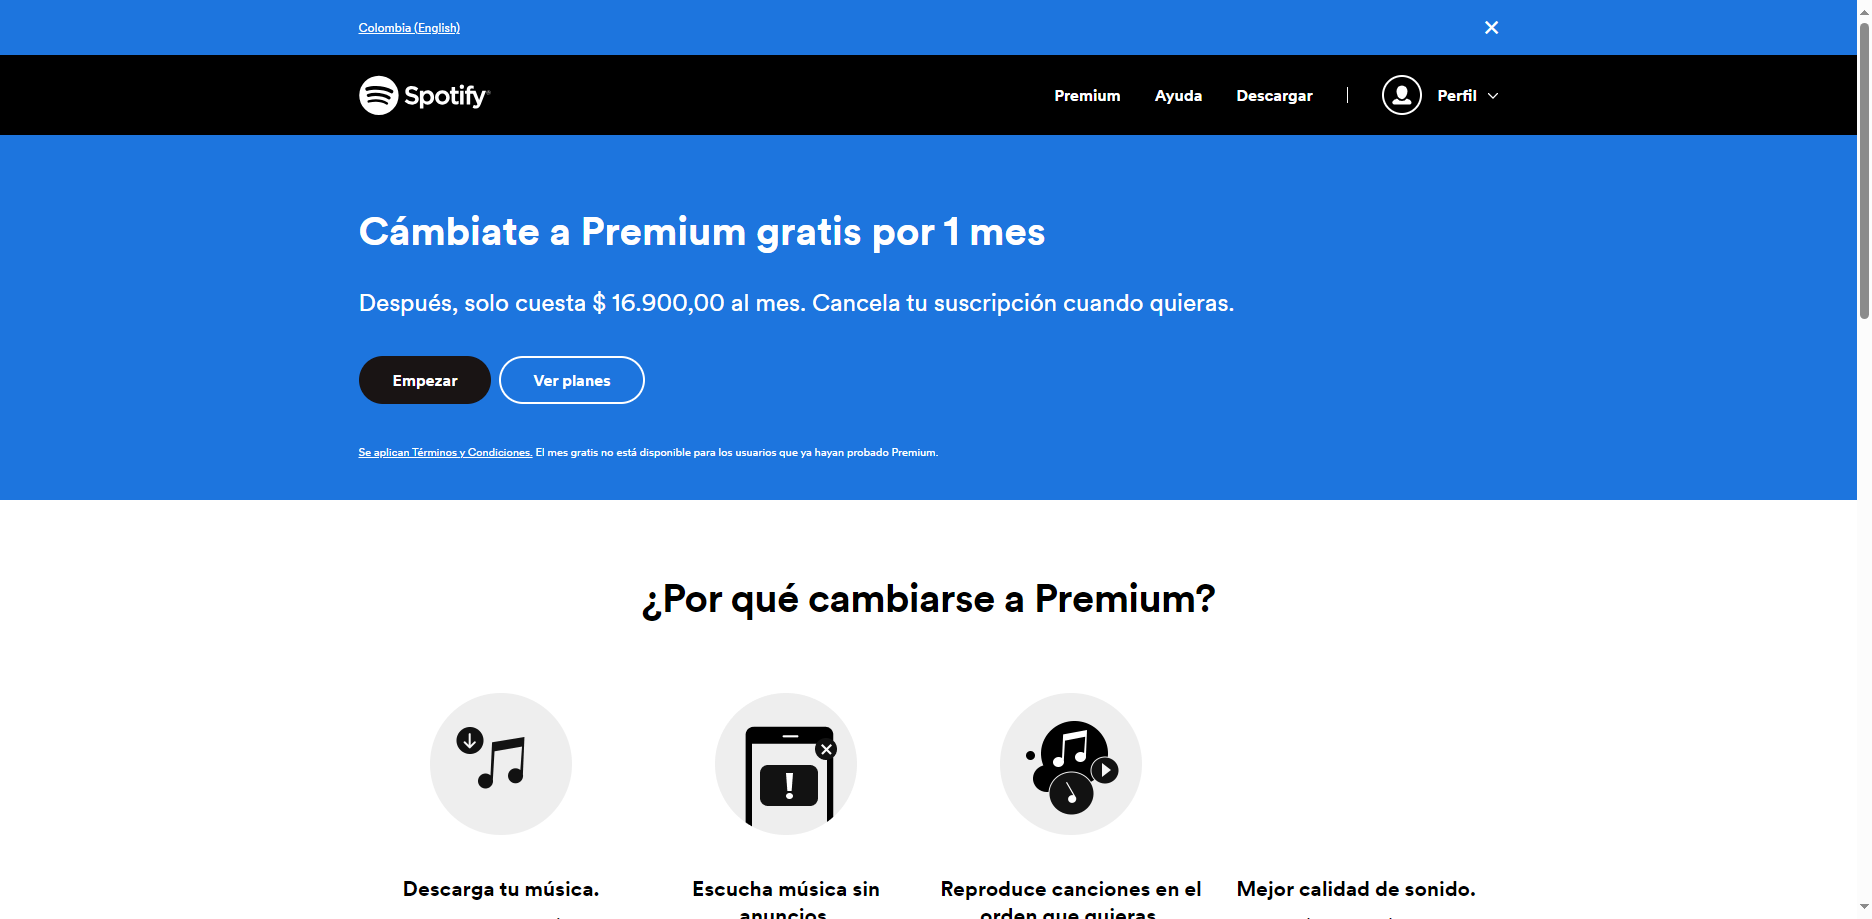 Colombia (English)
Spotify®
Premium
Ayuda
Descargar
Perfil
Cámbiate a Premium gratis por 1 mes
Después, solo cuesta $ 16.900,00 al mes. Cancela tu suscripción cuando quieras.
Empezar
Ver planes
Se aplican Términos y Condiciones. El mes gratis no está disponible para los usuarios que ya hayan probado Premium.
¿Por qué cambiarse a Premium?
Descarga tu música.
Escucha música sin
anuncios
Reproduce canciones en el
orden que quieras
Mejor calidad de sonido.